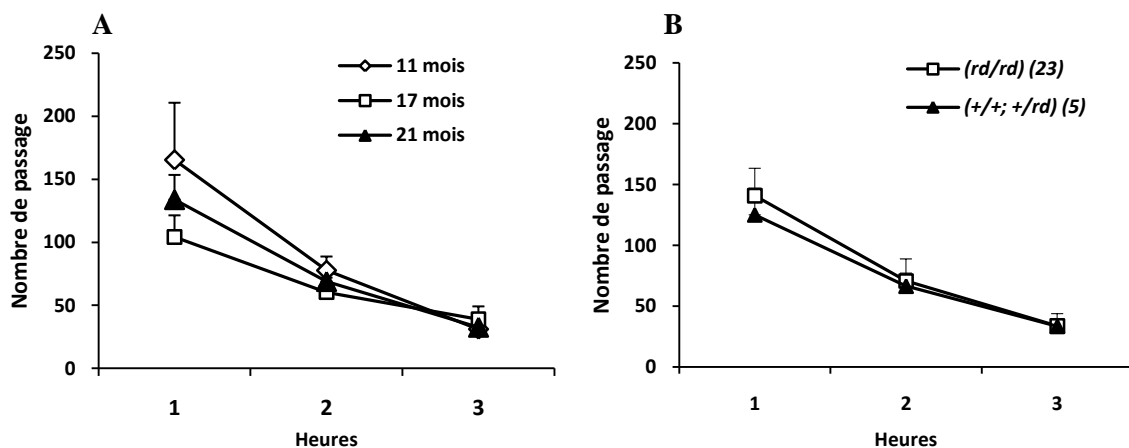 A
Nombre de passage
250
200
150
100
50
0
11 mois
17 mois
21 mois
1
2
3
Heures
B
Nombre de passage
250
200
150
100
50
0
(rd/rd) (23)
(+/+; +/rd) (5)
1
2
3
Heures